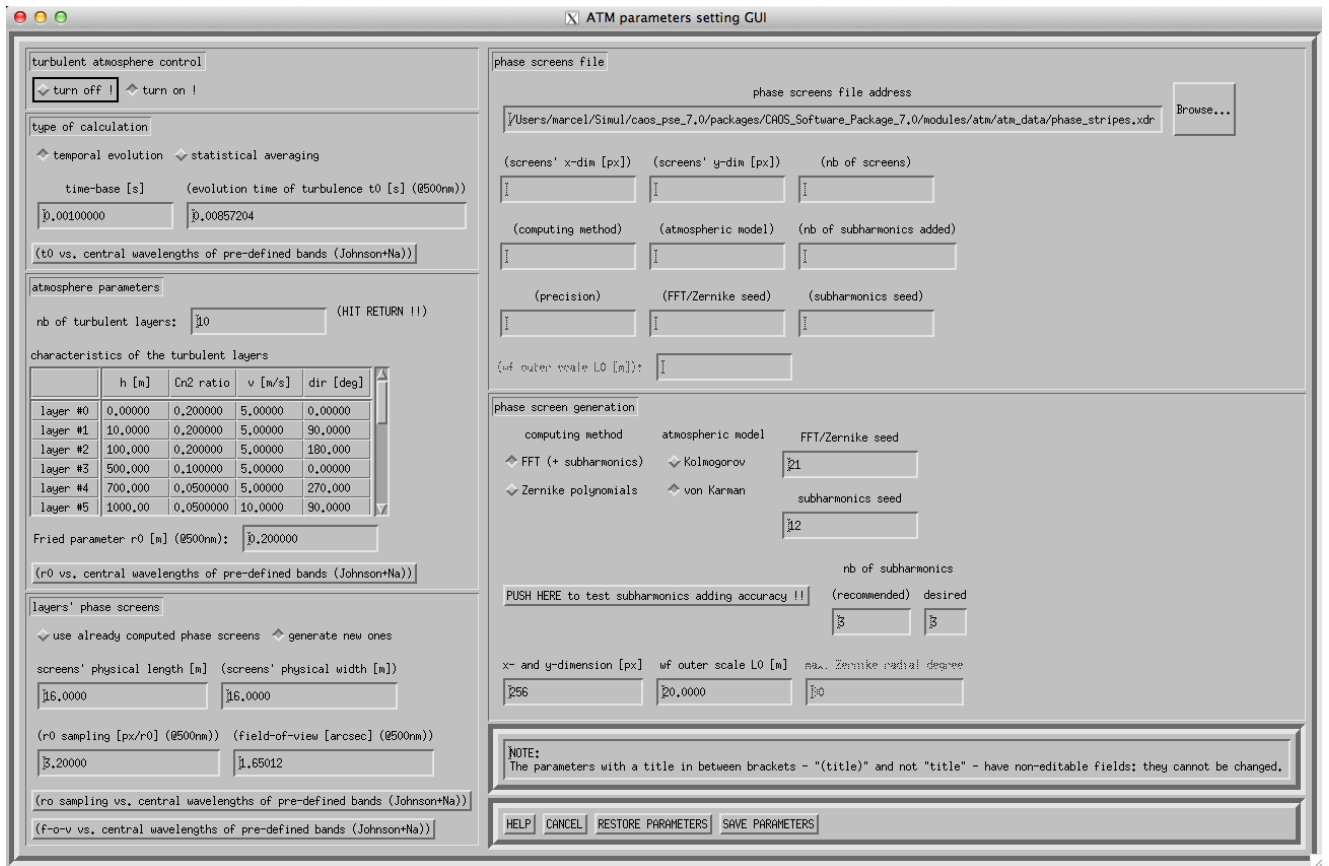 ATM parameters setting GUI
turbulent atmosphere control
turn off !
turn on !
type of calculation
temporal evolution
statistical averaging
time-base [s]
(evolution time of turbulence t0 [s] (@500nm))
0.00100000
0.00857204
(t0 vs. central wavelengths of pre-defined bands (Johnson+Na))
atmosphere parameters
nb of turbulent layers:
10
(HIT RETURN !!)
characteristics of the turbulent layers
h [m] Cn2 ratio v [m/s] dir [deg]
layer #0 0.00000 0.200000 5.00000 0.00000
layer #1 10.0000 0.200000 5.00000 90.0000
layer #2 100.000 0.200000 5.00000 180.000
layer #3 500.000 0.100000 5.00000 0.00000
layer #4 700.000 0.0500000 5.00000 270.000
layer #5 1000.00 0.0500000 10.0000 90.0000
Fried parameter r0 [m] (@500nm):
0.200000
(r0 vs. central wavelengths of pre-defined bands (Johnson+Na))
layers' phase screens
use already computed phase screens
generate new ones
screens' physical length [m]
(screens' physical width [m])
16.0000
16.0000
(r0 sampling [px/r0] (@500nm))
(field-of-view [arcsec] (@500nm))
3.20000
1.65012
(ro sampling vs. central wavelengths of pre-defined bands (Johnson+Na))
(f-o-v vs. central wavelengths of pre-defined bands (Johnson+Na))
phase screens file
phase screens file address
/Users/marcel/Simul/caos_pse_7.0/packages/CAOS_Software_Package_7.0/modules/atm/atm_data/phase_stripes.xdr
Browse...
(screens' x-dim [px])
(screens' y-dim [px])
(nb of screens)
(computing method)
(atmospheric model)
(nb of subharmonics added)
(precision)
(FFT/Zernike seed)
(subharmonics seed)
(wf outer scale L0 [m]):
phase screen generation
computing method
atmospheric model
FFT/Zernike seed
FFT (+ subharmonics)
Kolmogorov
21
Zernike polynomials
von Karman
subharmonics seed
12
nb of subharmonics
PUSH HERE to test subharmonics adding accuracy !!
(recommended)
desired
3
3
x- and y-dimension [px]
wf outer scale L0 [m]
max. Zernike radial degree
256
20.0000
NOTE:
The parameters with a title in between brackets - "(title)" and not "title" - have non-editable fields: they cannot be changed.
HELP
CANCEL
RESTORE PARAMETERS
SAVE PARAMETERS